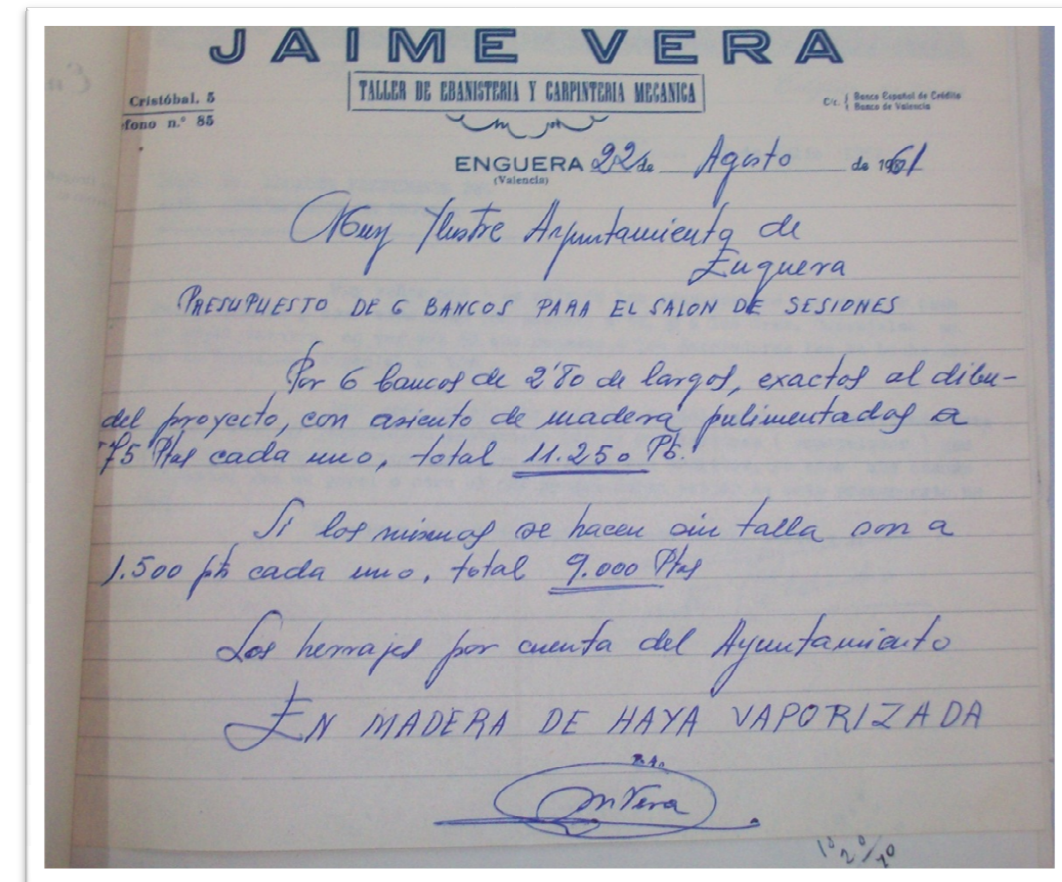 JAIME VERA
TALLER DE EBANISTERIA Y CARPINTERIA MECANICA
Cristóbal, 5
éfono n.° 85
C/c. { Banco Español de Crédito
Banco de Valencia
ENGUERA 22 de Agosto de 1961
(Valencia)
Muy Ilustre Ayuntamiento de
Enguera
PRESUPUESTO DE 6 BANCOS PARA EL SALON DE SESIONES
Por 6 bancos de 2'80 de largos, exactos al dibu-
del proyecto, con asiento de madera pulimentados a
75 Ptas cada uno, total 11.250 Pts.
Si los mismos se hacen sin talla son a
1.500 pts cada uno, total 9.000 Ptas
Los herrajes por cuenta del Ayuntamiento
EN MADERA DE HAYA VAPORIZADA
P.A.
Vera